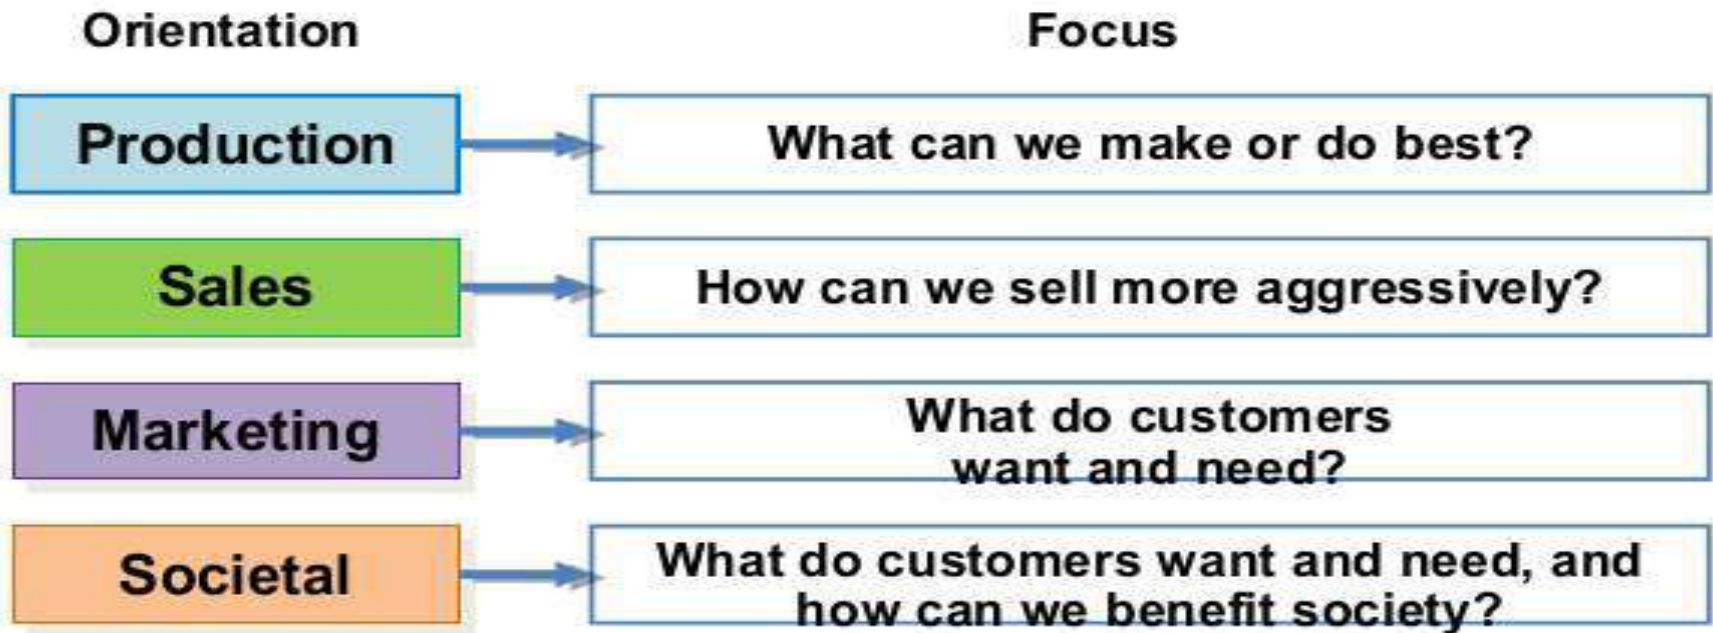 Orientation Focus
Production What can we make or do best?
Sales How can we sell more aggressively?
Marketing What do customers
want and need?
Societal What do customers want and need, and
how can we benefit society?